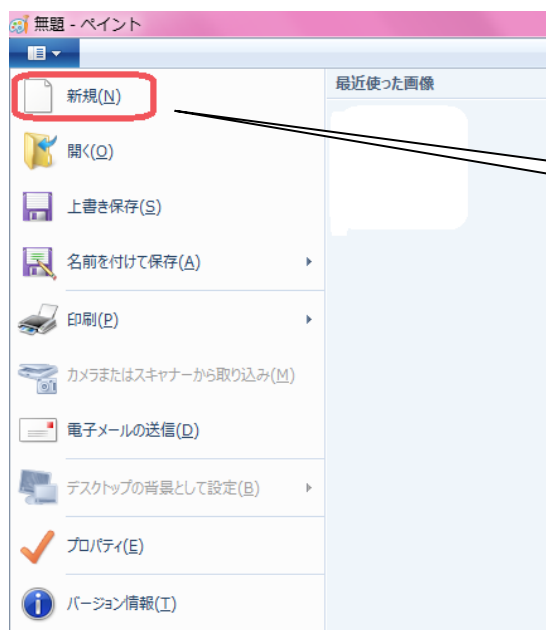 無題 - ペイント
新規(N)
最近使った画像
開く(O)
上書き保存(S)
名前を付けて保存(A)
印刷(P)
カメラまたはスキャナーから取り込み(M)
電子メールの送信(D)
デスクトップの背景として設定(B)
プロパティ(E)
バージョン情報(T)